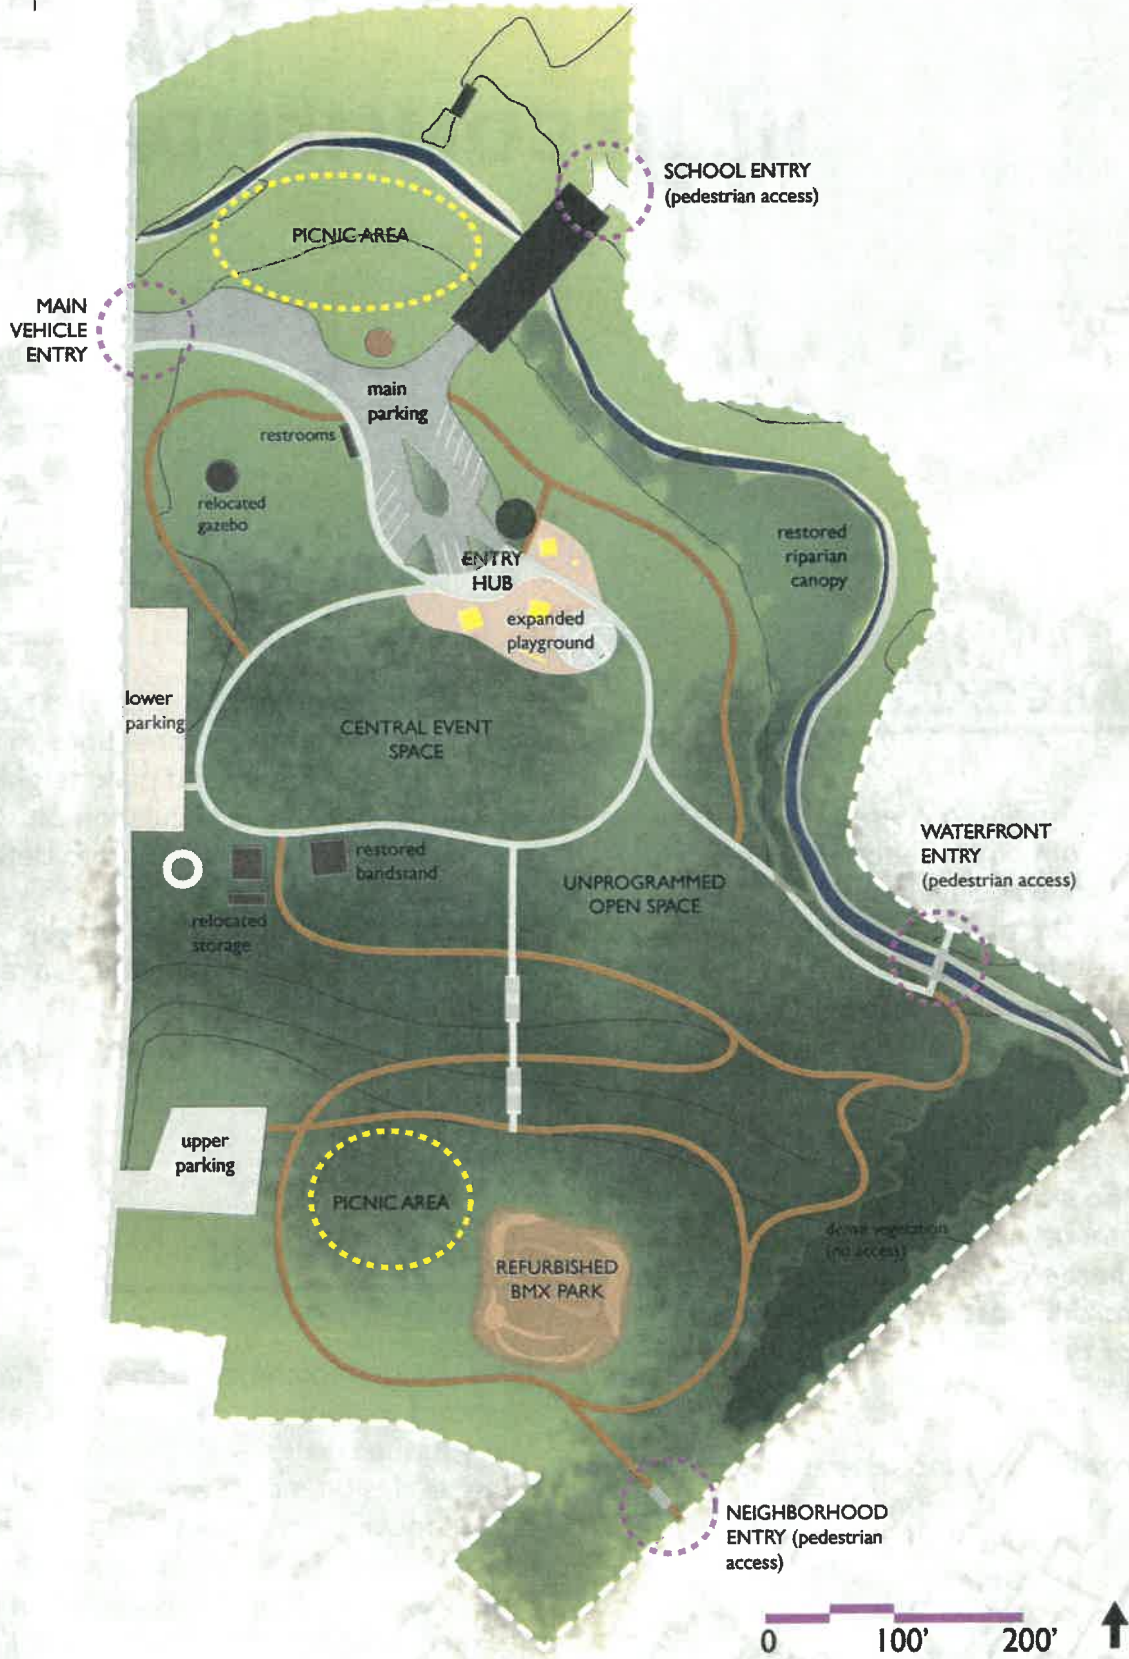 SCHOOL ENTRY
(pedestrian access)
PICNIC AREA
MAIN
VEHICLE
ENTRY
main
parking
restrooms
relocated
gazebo
restored
riparian
canopy
ENTRY
HUB
expanded
playground
lower
parking
CENTRAL EVENT
SPACE
WATERFRONT
ENTRY
(pedestrian access)
restored
bandstand
UNPROGRAMMED
OPEN SPACE
relocated
storage
upper
parking
PICNIC AREA
dense vegetation
(no access)
REFURBISHED
BMX PARK
NEIGHBORHOOD
ENTRY (pedestrian
access)
0 100' 200'